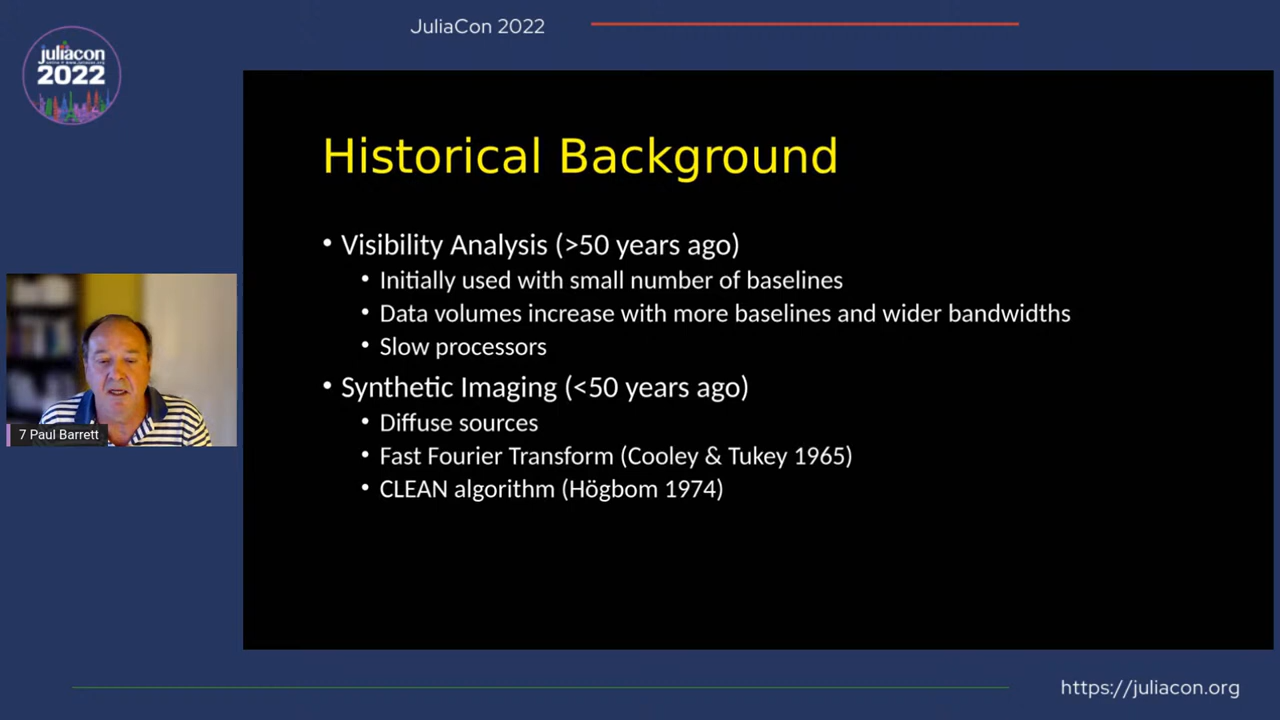 JuliaCon 2022
juliacon
2022
Historical Background
• Visibility Analysis (>50 years ago)
• Initially used with small number of baselines
• Data volumes increase with more baselines and wider bandwidths
• Slow processors
• Synthetic Imaging (<50 years ago)
• Diffuse sources
• Fast Fourier Transform (Cooley & Tukey 1965)
• CLEAN algorithm (Högbom 1974)
7 Paul Barrett
https://juliacon.org